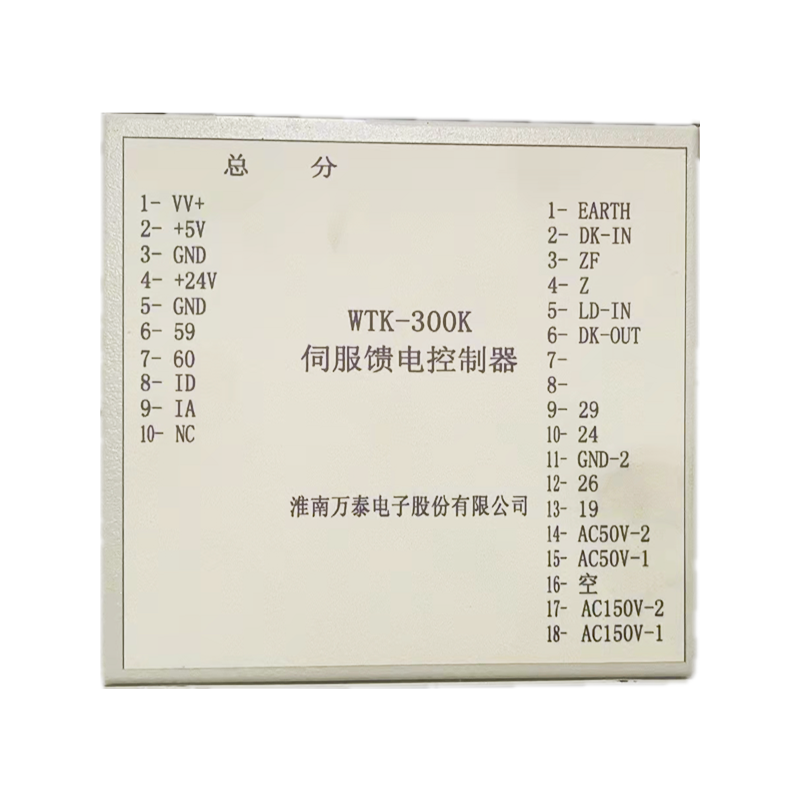 总 分
1- VV+
2- +5V
3- GND
4- +24V
5- GND
6- 59
7- 60
8- ID
9- IA
10- NC
WTK-300K
伺服馈电控制器
淮南万泰电子股份有限公司
1- EARTH
2- DK-IN
3- ZF
4- Z
5- LD-IN
6- DK-OUT
7-
8-
9- 29
10- 24
11- GND-2
12- 26
13- 19
14- AC50V-2
15- AC50V-1
16- 空
17- AC150V-2
18- AC150V-1